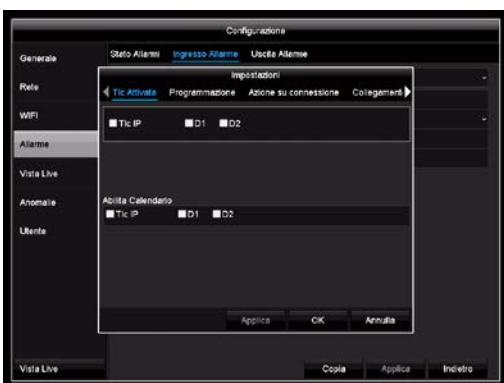 Configurazione
Generale
Rete
WIFI
Allarme
Vista Live
Anomalie
Utente
Vista Live
Stato Allarmi Ingresso Allarme Uscita Allarme
Impostazioni
Tlc Attivata Programmazione Azione su connessione Collegamenti
Tlc IP D1 D2
Abilita Calendario
Tlc IP D1 D2
Applica OK Annulla
Copia Applica Indietro